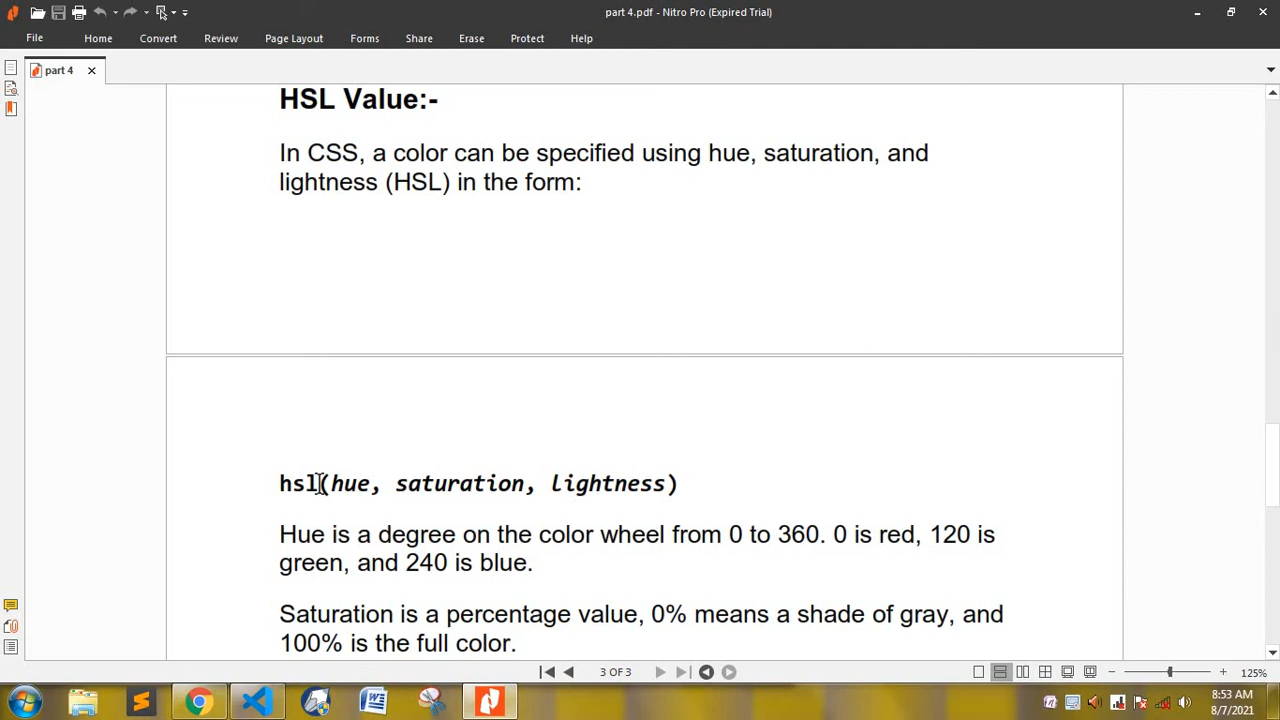 part 4.pdf - Nitro Pro (Expired Trial)
File Home Convert Review Page Layout Forms Share Erase Protect Help
part 4
HSL Value:-
In CSS, a color can be specified using hue, saturation, and
lightness (HSL) in the form:
hsl(hue, saturation, lightness)
Hue is a degree on the color wheel from 0 to 360. 0 is red, 120 is
green, and 240 is blue.
Saturation is a percentage value, 0% means a shade of gray, and
100% is the full color.
3 OF 3
125%
8:53 AM
8/7/2021